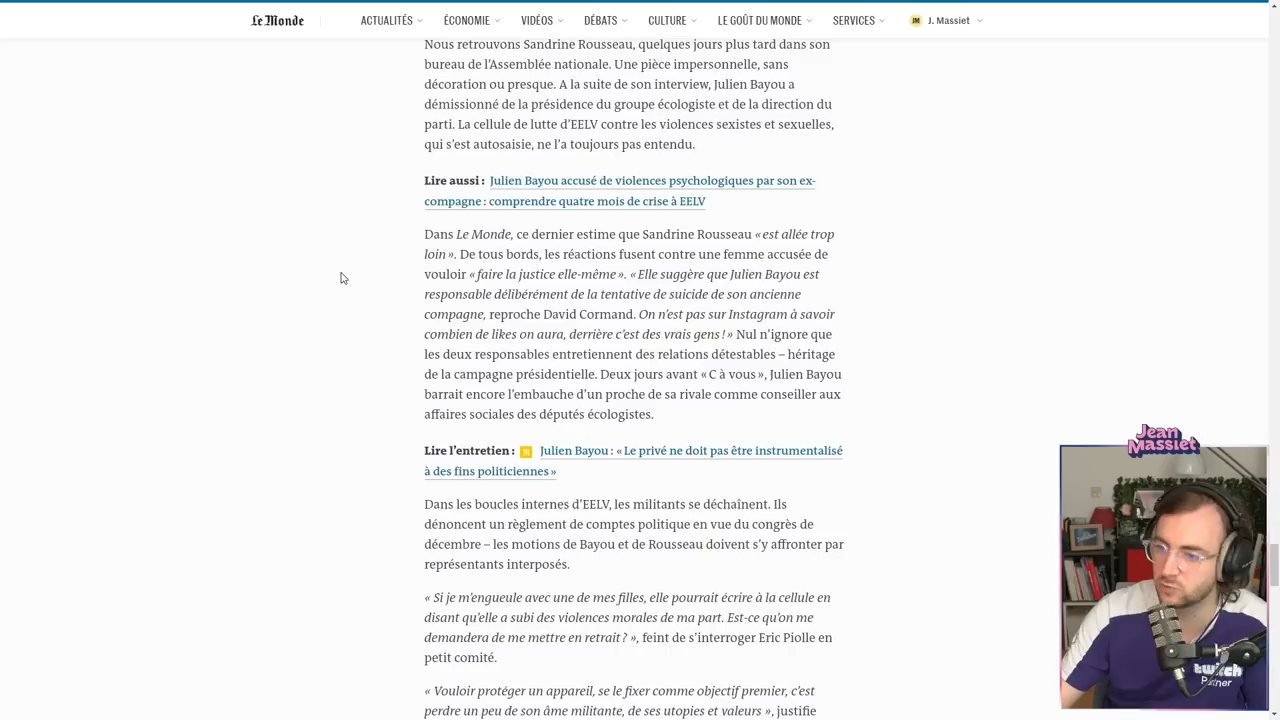 Le Monde
ACTUALITÉS
ÉCONOMIE
VIDÉOS
DÉBATS
CULTURE
LE GOÛT DU MONDE
SERVICES
JM
J. Massiet
Nous retrouvons Sandrine Rousseau, quelques jours plus tard dans son
bureau de l’Assemblée nationale. Une pièce impersonnelle, sans
décoration ou presque. A la suite de son interview, Julien Bayou a
démissionné de la présidence du groupe écologiste et de la direction du
parti. La cellule de lutte d’EELV contre les violences sexistes et sexuelles,
qui s’est autosaisie, ne l’a toujours pas entendu.
Lire aussi : Julien Bayou accusé de violences psychologiques par son ex-
compagne : comprendre quatre mois de crise à EELV
Dans Le Monde, ce dernier estime que Sandrine Rousseau « est allée trop
loin ». De tous bords, les réactions fusent contre une femme accusée de
vouloir « faire la justice elle-même ». « Elle suggère que Julien Bayou est
responsable délibérément de la tentative de suicide de son ancienne
compagne, reproche David Cormand. On n’est pas sur Instagram à savoir
combien de likes on aura, derrière c’est des vrais gens ! » Nul n’ignore que
les deux responsables entretiennent des relations détestables – héritage
de la campagne présidentielle. Deux jours avant « C à vous », Julien Bayou
barrait encore l’embauche d’un proche de sa rivale comme conseiller aux
affaires sociales des députés écologistes.
Lire l’entretien : Julien Bayou : « Le privé ne doit pas être instrumentalisé
à des fins politiciennes »
Dans les boucles internes d’EELV, les militants se déchaînent. Ils
dénoncent un règlement de comptes politique en vue du congrès de
décembre – les motions de Bayou et de Rousseau doivent s’y affronter par
représentants interposés.
« Si je m’engueule avec une de mes filles, elle pourrait écrire à la cellule en
disant qu’elle a subi des violences morales de ma part. Est-ce qu’on me
demandera de me mettre en retrait ? », feint de s’interroger Eric Piolle en
petit comité.
« Vouloir protéger un appareil, se le fixer comme objectif premier, c’est
perdre un peu de son âme militante, de ses utopies et valeurs », justifie
Jean
Massiet
twitch
Partner